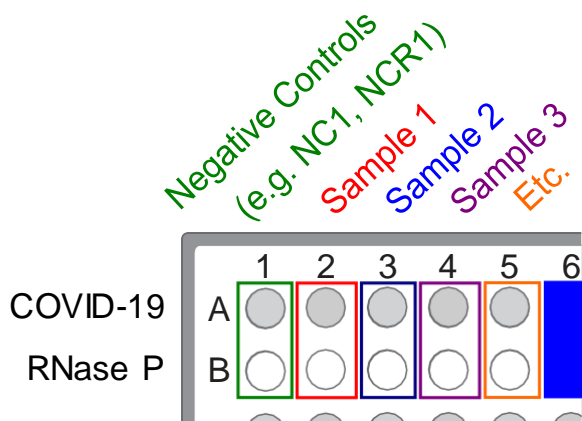 Negative Controls
(e.g. NC1, NCR1)
Sample 1
Sample 2
Sample 3
Etc.
1 2 3 4 5 6
COVID-19 A
RNase P B